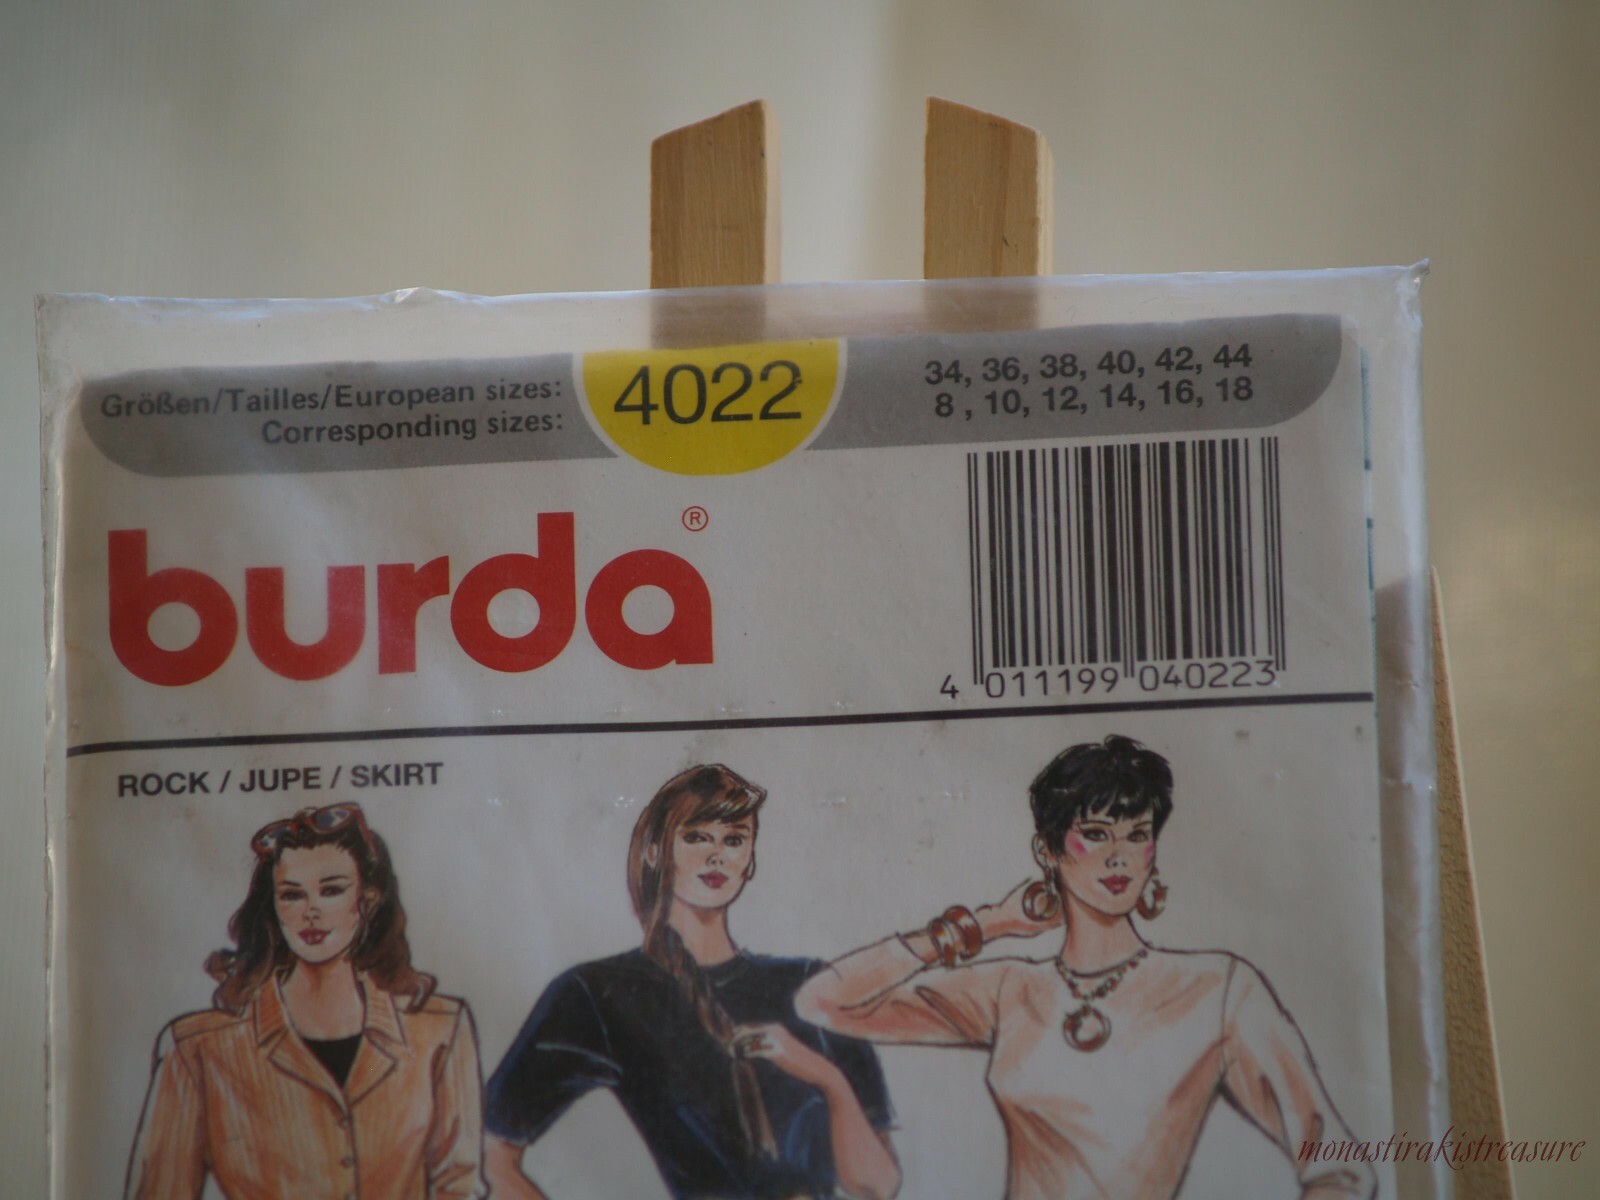 Größen/Tailles/European sizes: 34, 36, 38, 40, 42, 44
Corresponding sizes: 8 , 10, 12, 14, 16, 18
4022
burda®
4 011199 040223
ROCK / JUPE / SKIRT
monastirakistreasure